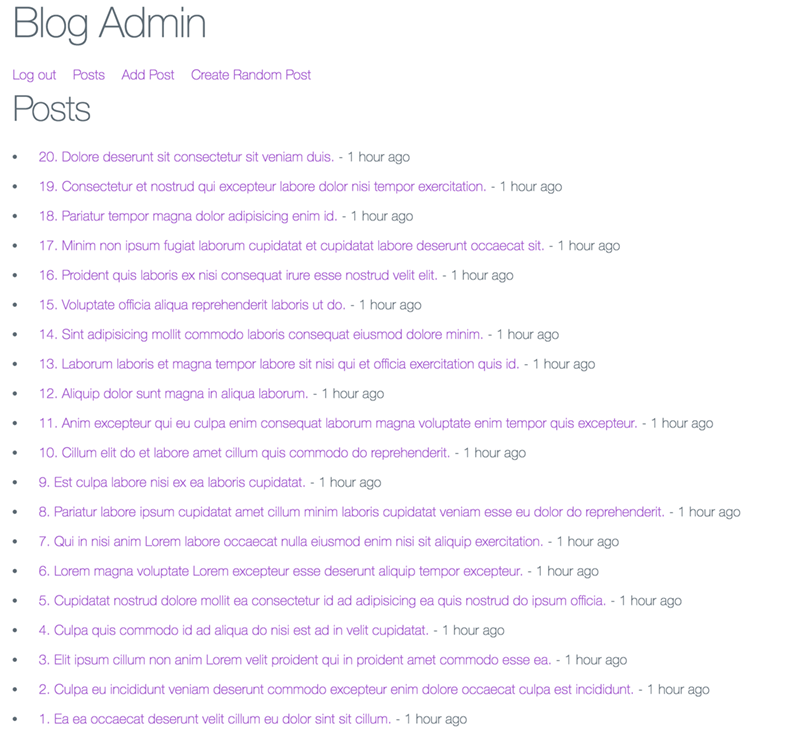 Blog Admin
Log out Posts Add Post Create Random Post
Posts
• 20. Dolore deserunt sit consectetur sit veniam duis. - 1 hour ago
• 19. Consectetur et nostrud qui excepteur labore dolor nisi tempor exercitation. - 1 hour ago
• 18. Pariatur tempor magna dolor adipisicing enim id. - 1 hour ago
• 17. Minim non ipsum fugiat laborum cupidatat et cupidatat labore deserunt occaecat sit. - 1 hour ago
• 16. Proident quis laboris ex nisi consequat irure esse nostrud velit elit. - 1 hour ago
• 15. Voluptate officia aliqua reprehenderit laboris ut do. - 1 hour ago
• 14. Sint adipisicing mollit commodo laboris consequat eiusmod dolore minim. - 1 hour ago
• 13. Laborum laboris et magna tempor labore sit nisi qui et officia exercitation quis id. - 1 hour ago
• 12. Aliquip dolor sunt magna in aliqua laborum. - 1 hour ago
• 11. Anim excepteur qui eu culpa enim consequat laborum magna voluptate enim tempor quis excepteur. - 1 hour ago
• 10. Cillum elit do et labore amet cillum quis commodo do reprehenderit. - 1 hour ago
• 9. Est culpa labore nisi ex ea laboris cupidatat. - 1 hour ago
• 8. Pariatur labore ipsum cupidatat amet cillum minim laboris cupidatat veniam esse eu dolor do reprehenderit. - 1 hour ago
• 7. Qui in nisi anim Lorem labore occaecat nulla eiusmod enim nisi sit aliquip exercitation. - 1 hour ago
• 6. Lorem magna voluptate Lorem excepteur esse deserunt aliquip tempor excepteur. - 1 hour ago
• 5. Cupidatat nostrud dolore mollit ea consectetur id ad adipisicing ea quis nostrud do ipsum officia. - 1 hour ago
• 4. Culpa quis commodo id ad aliqua do nisi est ad in velit cupidatat. - 1 hour ago
• 3. Elit ipsum cillum non anim Lorem velit proident qui in proident amet commodo esse ea. - 1 hour ago
• 2. Culpa eu incididunt veniam deserunt commodo excepteur enim dolore occaecat culpa est incididunt. - 1 hour ago
• 1. Ea ea occaecat deserunt velit cillum eu dolor sint sit cillum. - 1 hour ago